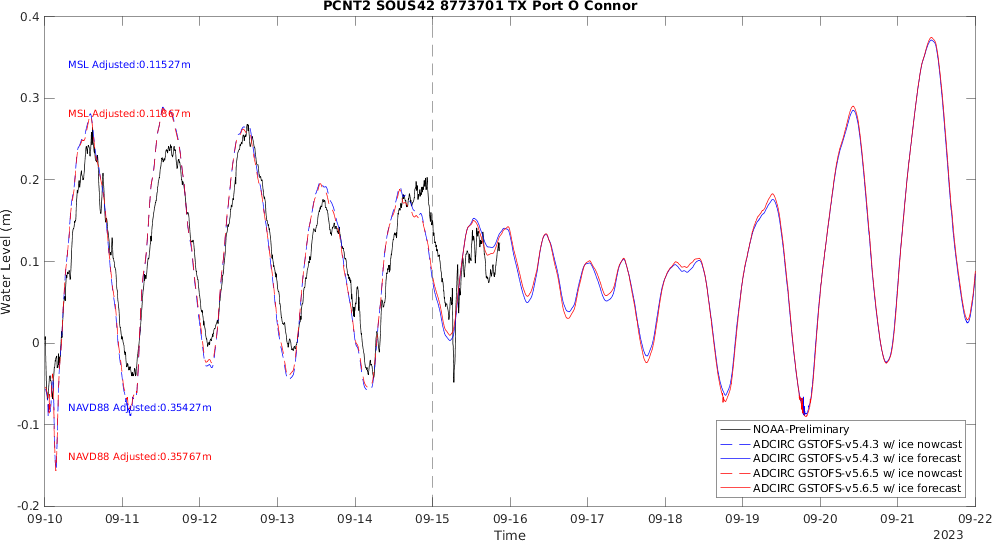 PCNT2 SOUS42 8773701 TX Port O Connor
0.4
MSL Adjusted:0.11527m
0.3
MSL Adjusted:0.11367m
0.2
Water Level (m)
0.1
0
NAVD88 Adjusted:0.35427m
-0.1
NAVD88 Adjusted:0.35767m
-0.2
NOAA-Preliminary
ADCIRC GSTOFS-v5.4.3 w/ ice nowcast
ADCIRC GSTOFS-v5.4.3 w/ ice forecast
ADCIRC GSTOFS-v5.6.5 w/ ice nowcast
ADCIRC GSTOFS-v5.6.5 w/ ice forecast
09-10 09-11 09-12 09-13 09-14 09-15 09-16 09-17 09-18 09-19 09-20 09-21 09-22
Time
2023